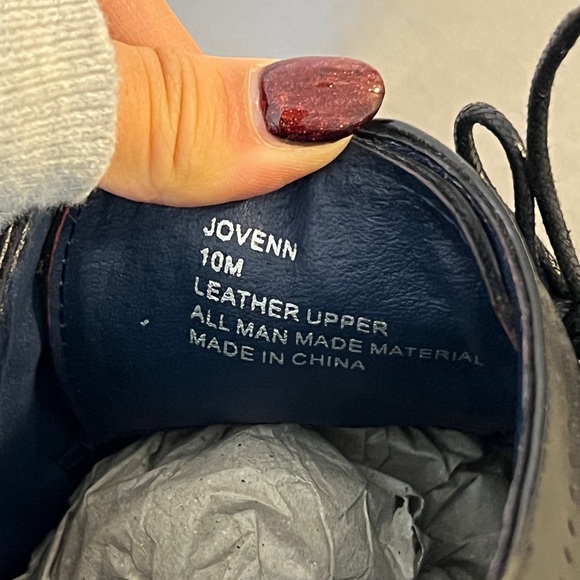 JOVENN
10M
LEATHER UPPER
ALL MAN MADE MATERIAL
MADE IN CHINA